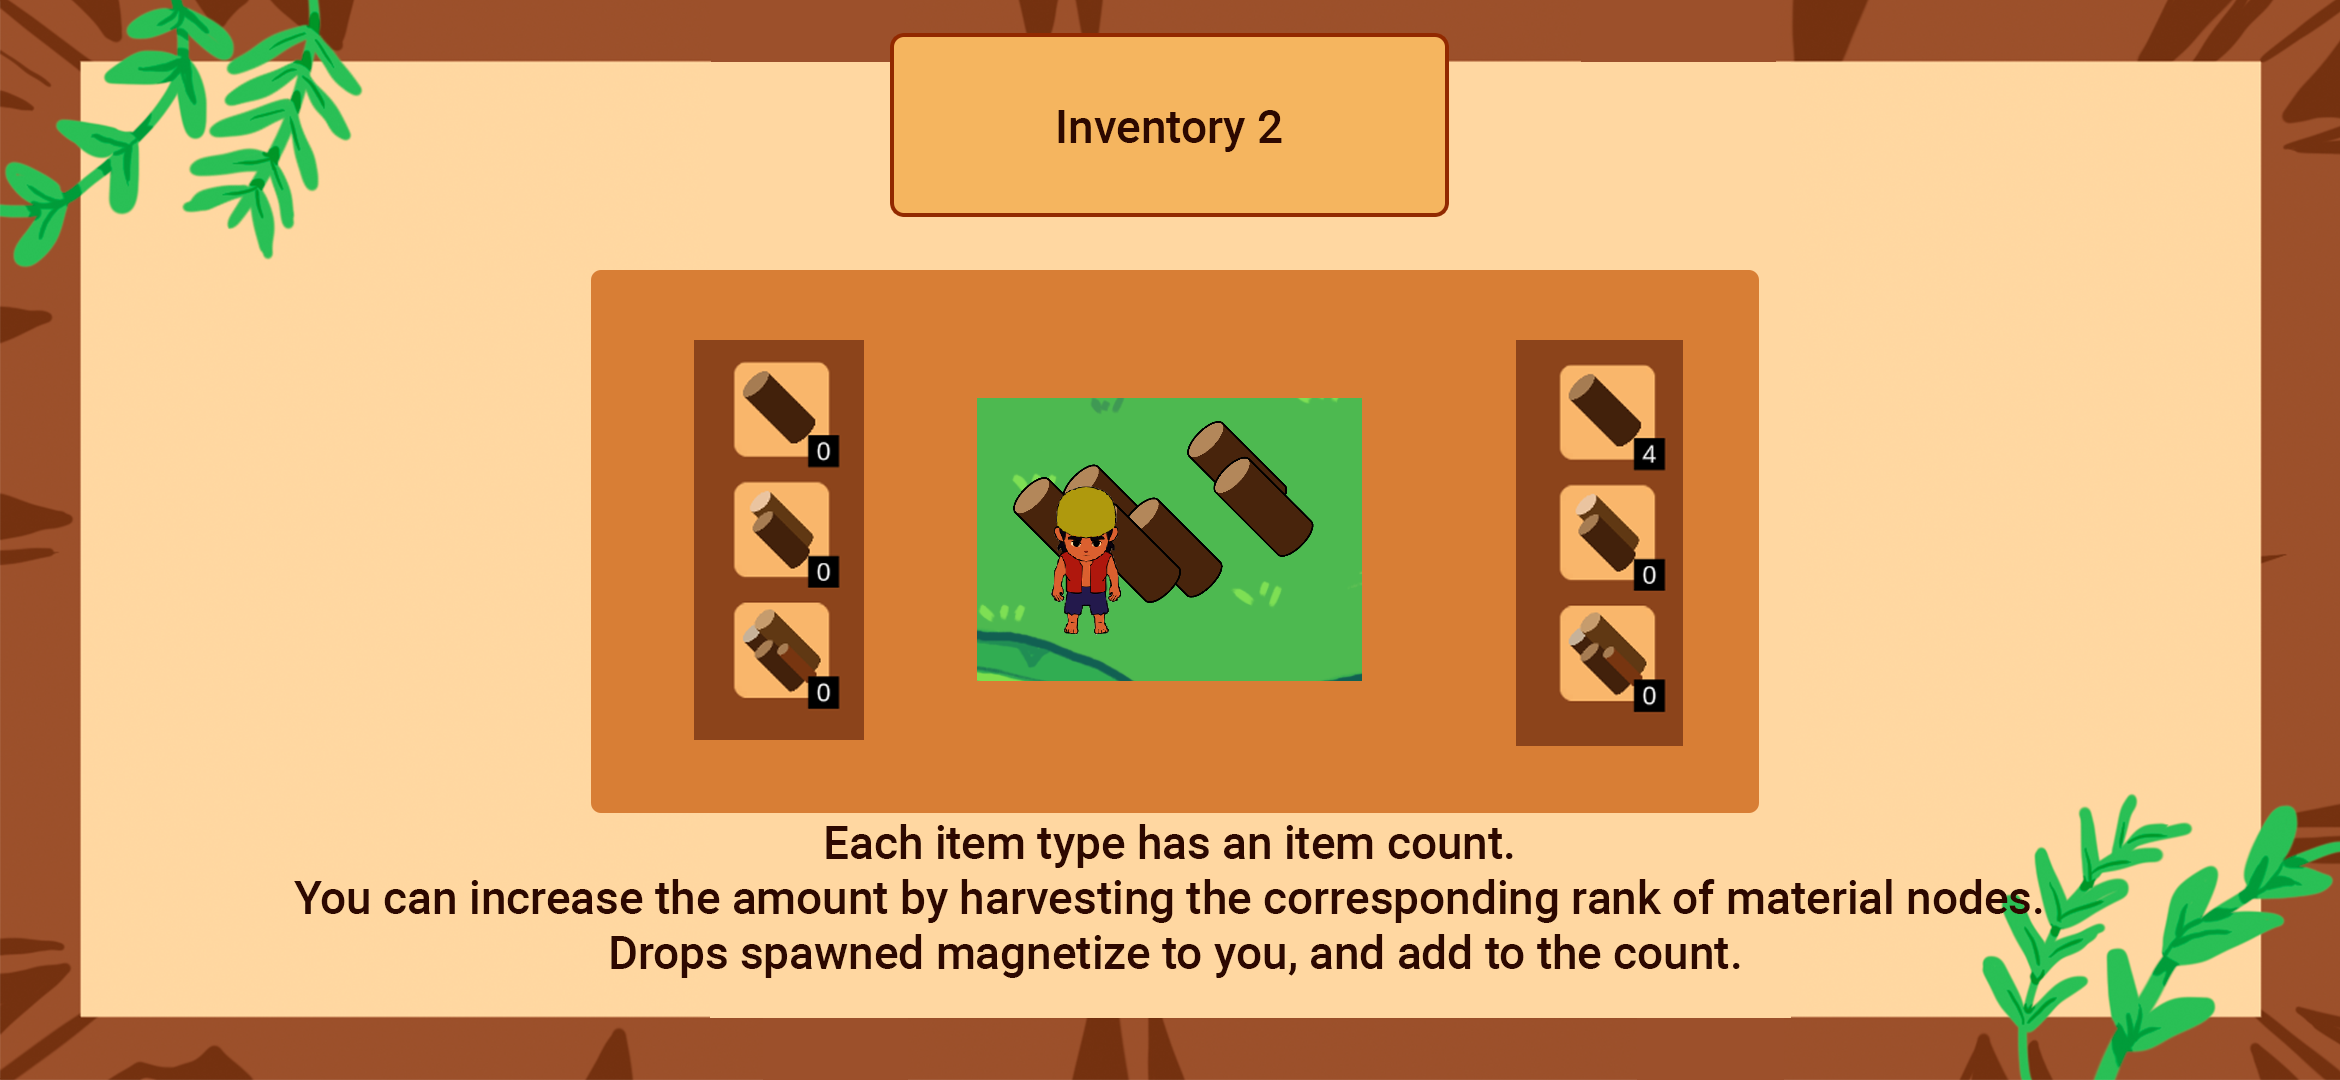 Inventory 2
0
0
0
4
0
0
Each item type has an item count.
You can increase the amount by harvesting the corresponding rank of material nodes.
Drops spawned magnetize to you, and add to the count.